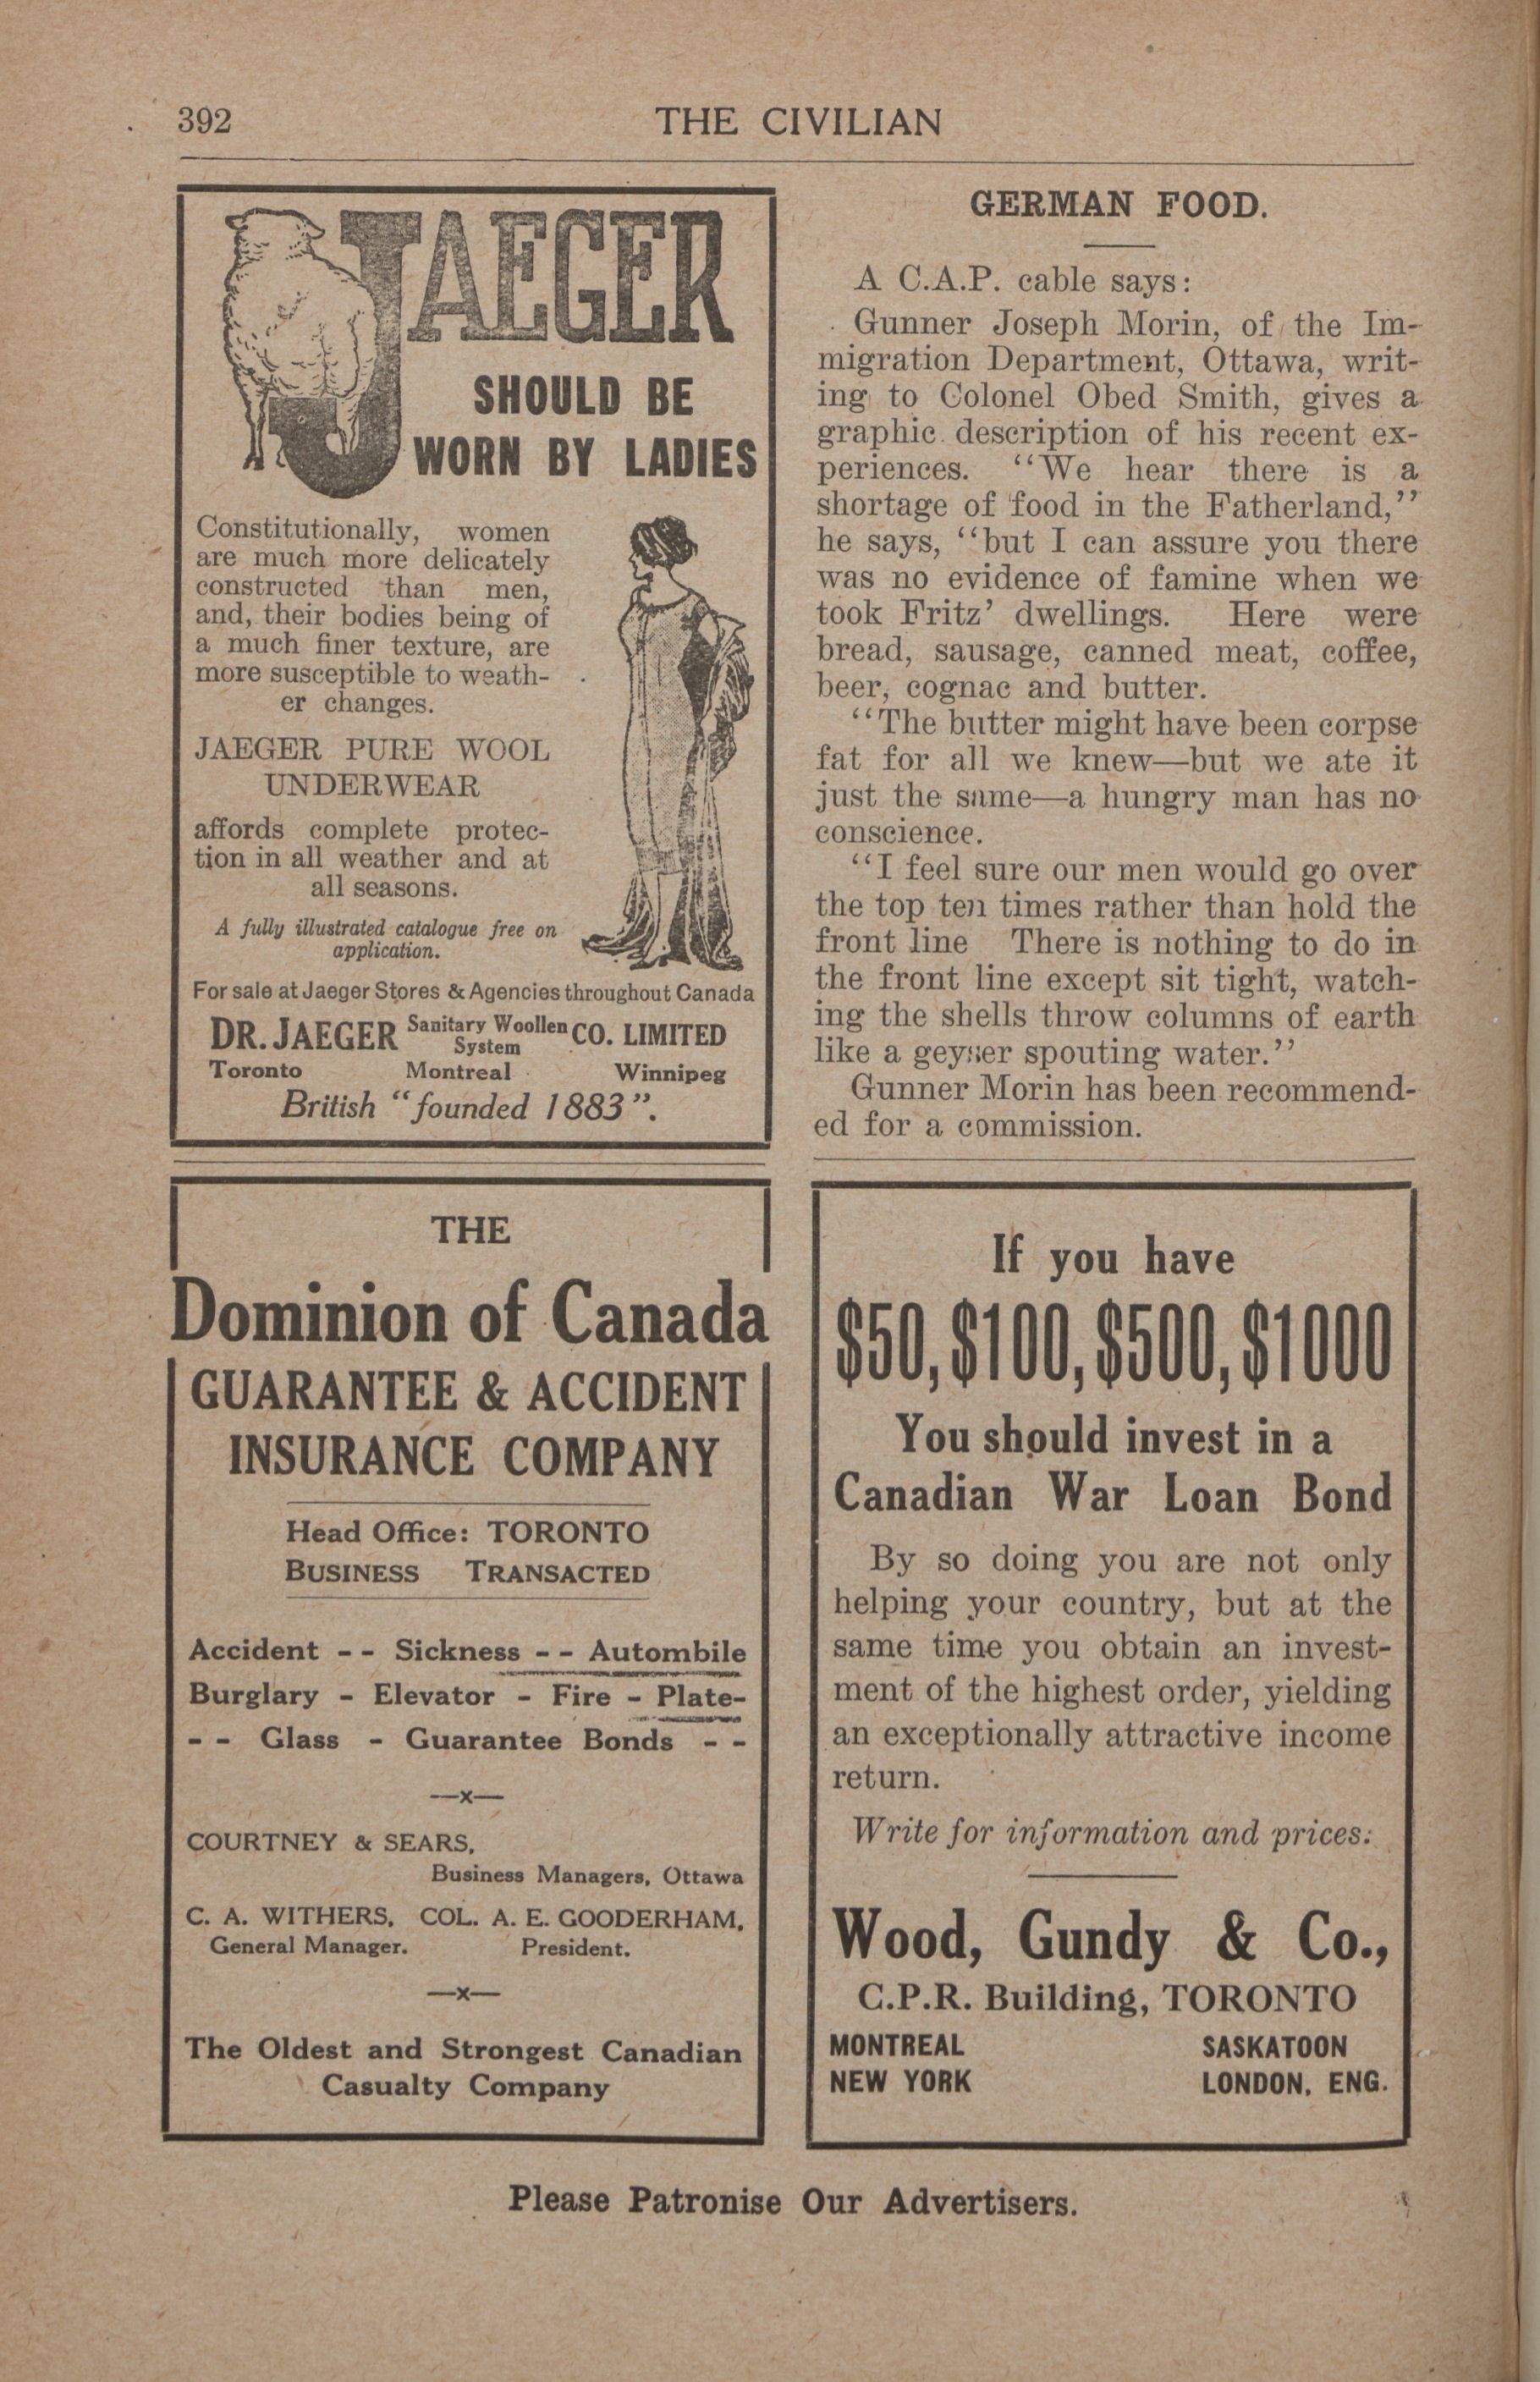 392
THE CIVILIAN
JAEGER
SHOULD BE
WORN BY LADIES
Constitutionally, women
are much more delicately
constructed than men,
and, their bodies being of
a much finer texture, are
more susceptible to weath-
er changes.
JAEGER PURE WOOL
UNDERWEAR
affords complete protec-
tion in all weather and at
all seasons.
A fully illustrated catalogue free on
application.
For sale at Jaeger Stores & Agencies throughout Canada
DR. JAEGER Sanitary Woollen System CO. LIMITED
Toronto Montreal Winnipeg
British "founded 1883".
THE
Dominion of Canada
GUARANTEE & ACCIDENT
INSURANCE COMPANY
Head Office: TORONTO
BUSINESS TRANSACTED
Accident - - Sickness - - Autombile
Burglary - Elevator - Fire - Plate-
- - Glass - Guarantee Bonds - -
—x—
COURTNEY & SEARS,
Business Managers, Ottawa
C. A. WITHERS, COL. A. E. GOODERHAM,
General Manager. President.
—x—
The Oldest and Strongest Canadian
Casualty Company
GERMAN FOOD.
A C.A.P. cable says:
Gunner Joseph Morin, of the Im-
migration Department, Ottawa, writ-
ing to Colonel Obed Smith, gives a
graphic description of his recent ex-
periences. "We hear there is a
shortage of food in the Fatherland,"
he says, "but I can assure you there
was no evidence of famine when we
took Fritz' dwellings. Here were
bread, sausage, canned meat, coffee,
beer, cognac and butter.
"The butter might have been corpse
fat for all we knew—but we ate it
just the same—a hungry man has no
conscience.
"I feel sure our men would go over
the top ten times rather than hold the
front line There is nothing to do in
the front line except sit tight, watch-
ing the shells throw columns of earth
like a geyser spouting water."
Gunner Morin has been recommend-
ed for a commission.
If you have
$50, $100, $500, $1000
You should invest in a
Canadian War Loan Bond
By so doing you are not only
helping your country, but at the
same time you obtain an invest-
ment of the highest order, yielding
an exceptionally attractive income
return.
Write for information and prices:
Wood, Gundy & Co.,
C.P.R. Building, TORONTO
MONTREAL SASKATOON
NEW YORK LONDON, ENG.
Please Patronise Our Advertisers.